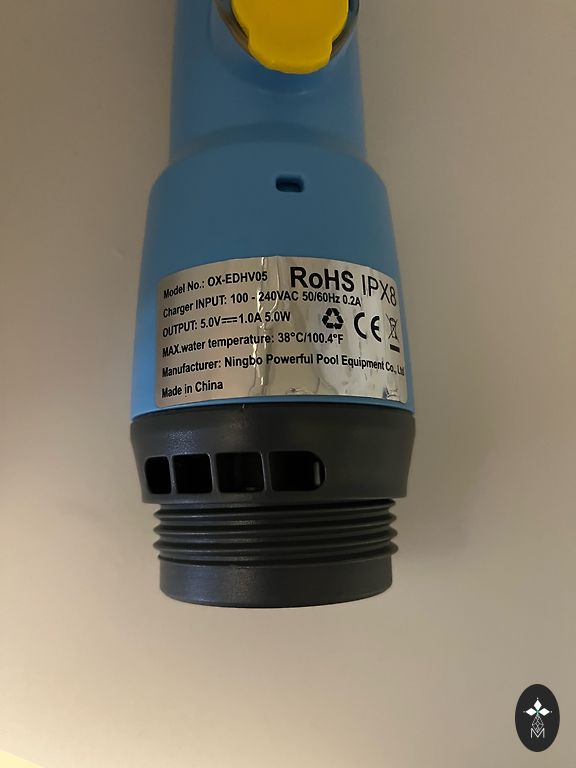 Model No.: OX-EDHV05
RoHS IPX8
Charger INPUT: 100 - 240VAC 50/60Hz 0.2A
OUTPUT: 5.0V⎓1.0A 5.0W
CE
MAX.water temperature: 38°C/100.4°F
Manufacturer: Ningbo Powerful Pool Equipment Co., Ltd
Made in China
M